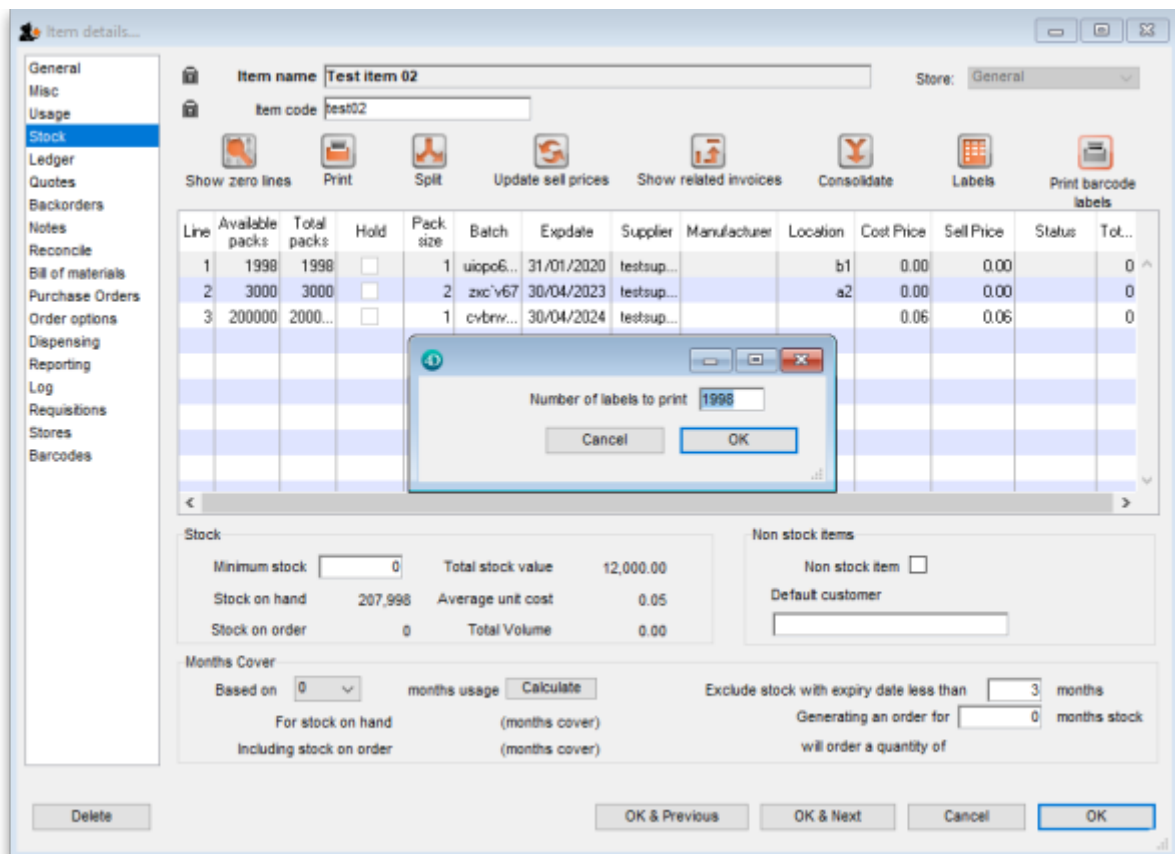 Item details...
General
Misc
Usage
Stock
Ledger
Quotes
Backorders
Notes
Reconcile
Bill of materials
Purchase Orders
Order options
Dispensing
Reporting
Log
Requisitions
Stores
Barcodes
Item name Test item 02 Store: General
Item code test02
Show zero lines Print Split Update sell prices Show related invoices Consolidate Labels Print barcode labels
Line Available packs Total packs Hold Pack size Batch Expdate Supplier Manufacturer Location Cost Price Sell Price Status Tot...
1 1998 1998 1 uiopo6... 31/01/2020 testsup... b1 0.00 0.00 0
2 3000 3000 2 zxc`v67 30/04/2023 testsup... a2 0.00 0.00 0
3 200000 2000... 1 cvbnv... 30/04/2024 testsup... 0.06 0.06 0
Number of labels to print 1998
Cancel OK
Stock
Minimum stock 0 Total stock value 12,000.00
Stock on hand 207,998 Average unit cost 0.05
Stock on order 0 Total Volume 0.00
Non stock items
Non stock item
Default customer
Months Cover
Based on 0 months usage Calculate Exclude stock with expiry date less than 3 months
For stock on hand (months cover) Generating an order for 0 months stock
Including stock on order (months cover) will order a quantity of
Delete OK & Previous OK & Next Cancel OK